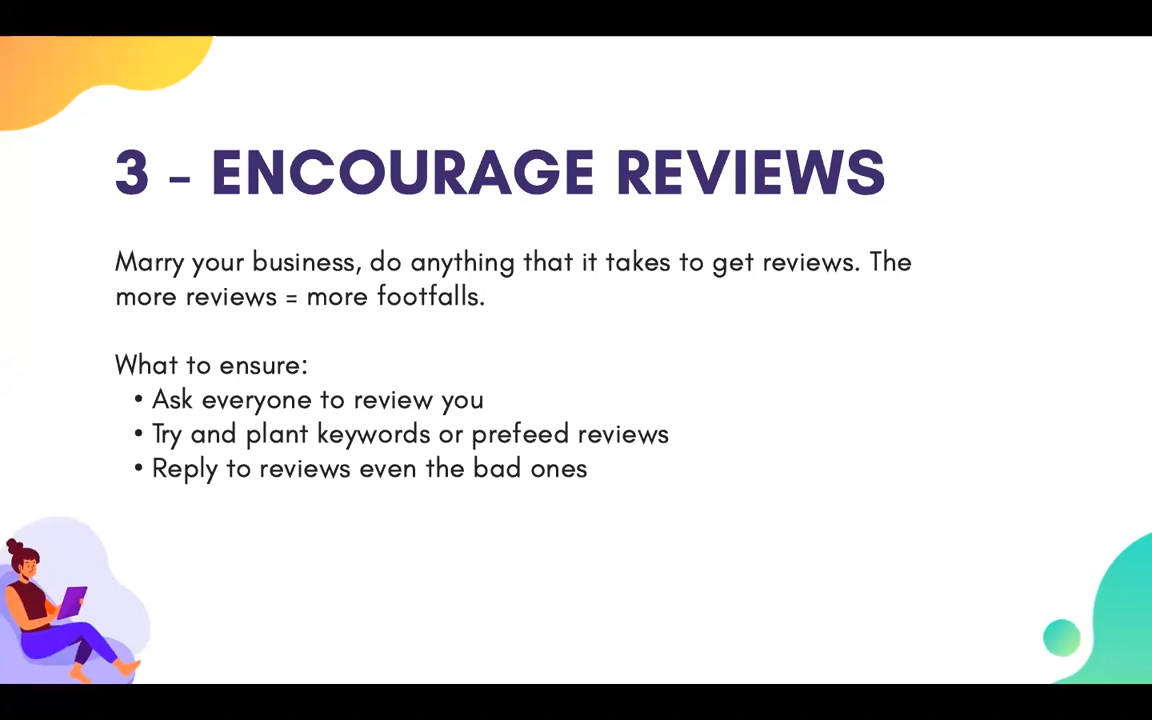 3 - ENCOURAGE REVIEWS
Marry your business, do anything that it takes to get reviews. The
more reviews = more footfalls.
What to ensure:
• Ask everyone to review you
• Try and plant keywords or prefeed reviews
• Reply to reviews even the bad ones